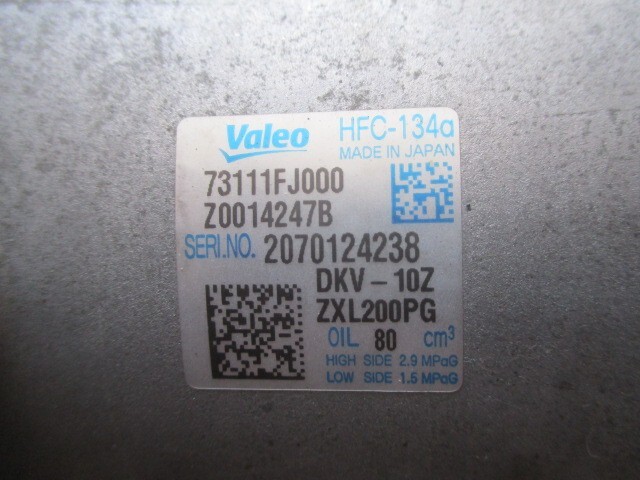 Valeo HFC-134a
MADE IN JAPAN
73111FJ000
Z0014247B
SERI.NO. 2070124238
DKV-10Z
ZXL200PG
OIL 80 cm³
HIGH SIDE 2.9 MPaG
LOW SIDE 1.5 MPaG